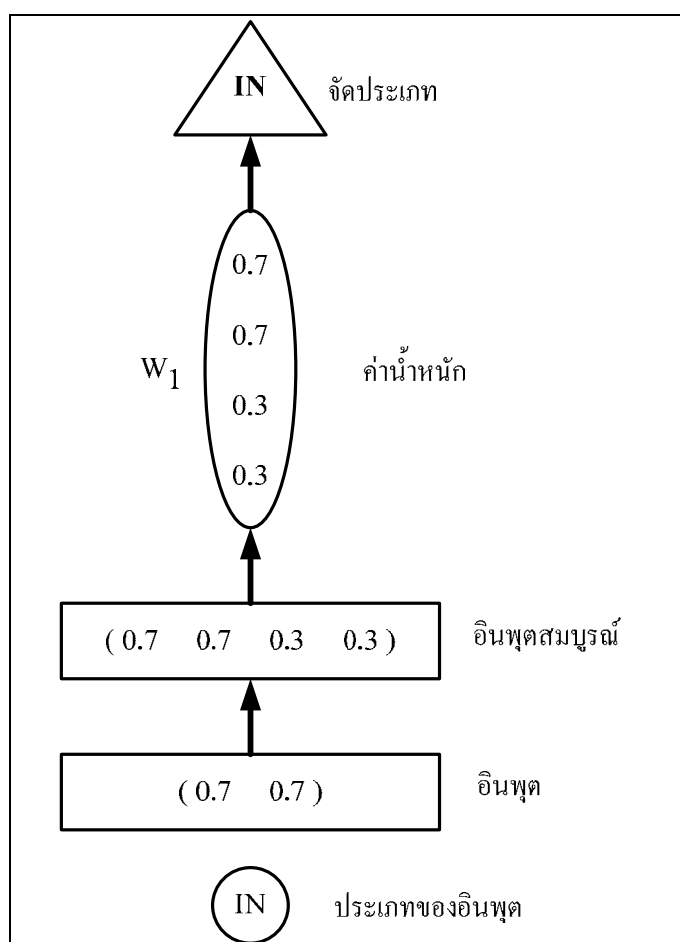 IN
จัดประเภท
0.7
0.7
W1 ค่าน้ำหนัก
0.3
0.3
( 0.7 0.7 0.3 0.3 ) อินพุตสมบูรณ์
( 0.7 0.7 ) อินพุต
IN ประเภทของอินพุต